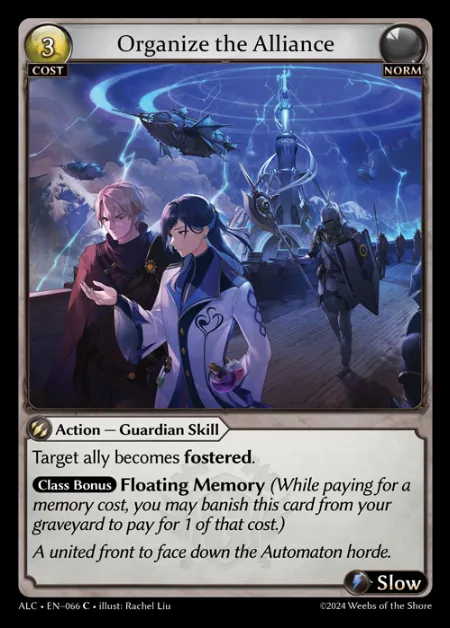 3
Organize the Alliance
COST
NORM
Action — Guardian Skill
Target ally becomes fostered.
Class Bonus Floating Memory (While paying for a
memory cost, you may banish this card from your
graveyard to pay for 1 of that cost.)
A united front to face down the Automaton horde.
Slow
ALC • EN-066 C • illust: Rachel Liu
©2024 Weebs of the Shore